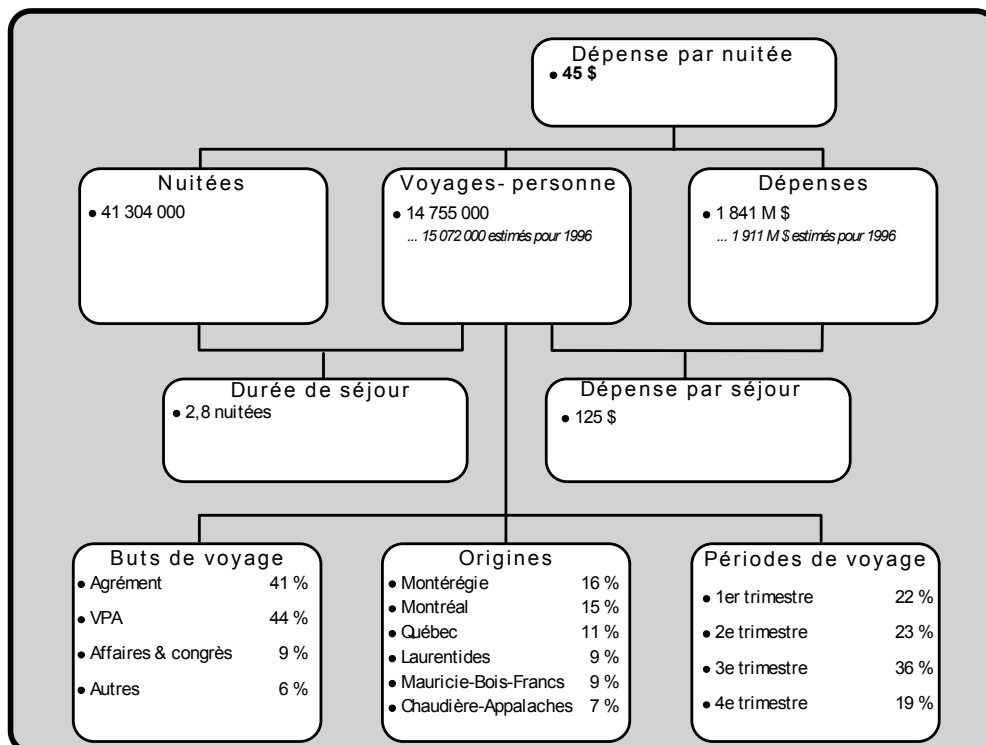 Dépense par nuitée
• 45 $
Nuitées
• 41 304 000
Voyages- personne
• 14 755 000
... 15 072 000 estimés pour 1996
Dépenses
• 1 841 M $
... 1 911 M $ estimés pour 1996
Durée de séjour
• 2,8 nuitées
Dépense par séjour
• 125 $
Buts de voyage
• Agrément 41 %
• VPA 44 %
• Affaires & congrès 9 %
• Autres 6 %
Origines
• Montérégie 16 %
• Montréal 15 %
• Québec 11 %
• Laurentides 9 %
• Mauricie-Bois-Francs 9 %
• Chaudière-Appalaches 7 %
Périodes de voyage
• 1er trimestre 22 %
• 2e trimestre 23 %
• 3e trimestre 36 %
• 4e trimestre 19 %